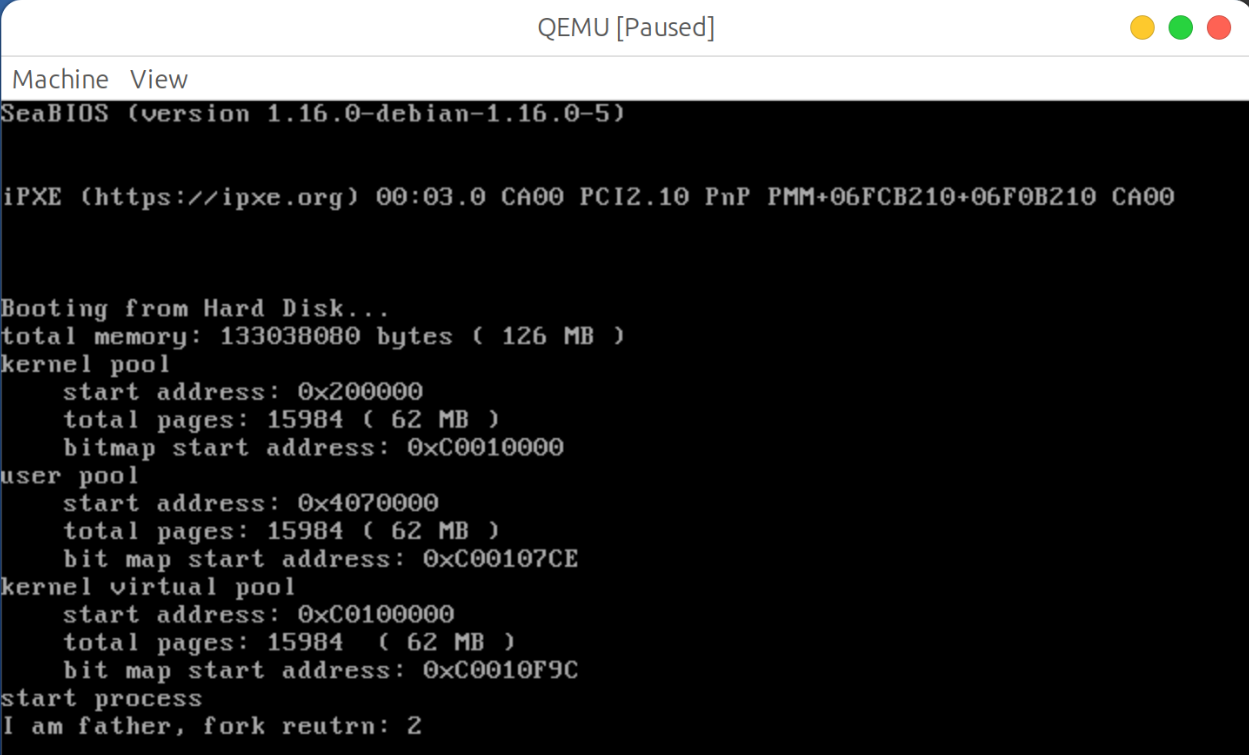 QEMU [Paused]
Machine View
SeaBIOS (version 1.16.0-debian-1.16.0-5)
iPXE (https://ipxe.org) 00:03.0 CA00 PCI2.10 PnP PMM+06FCB210+06F0B210 CA00
Booting from Hard Disk...
total memory: 133038080 bytes ( 126 MB )
kernel pool
    start address: 0x200000
    total pages: 15984 ( 62 MB )
    bitmap start address: 0xC0010000
user pool
    start address: 0x4070000
    total pages: 15984 ( 62 MB )
    bit map start address: 0xC00107CE
kernel virtual pool
    start address: 0xC0100000
    total pages: 15984  ( 62 MB )
    bit map start address: 0xC0010F9C
start process
I am father, fork reutrn: 2